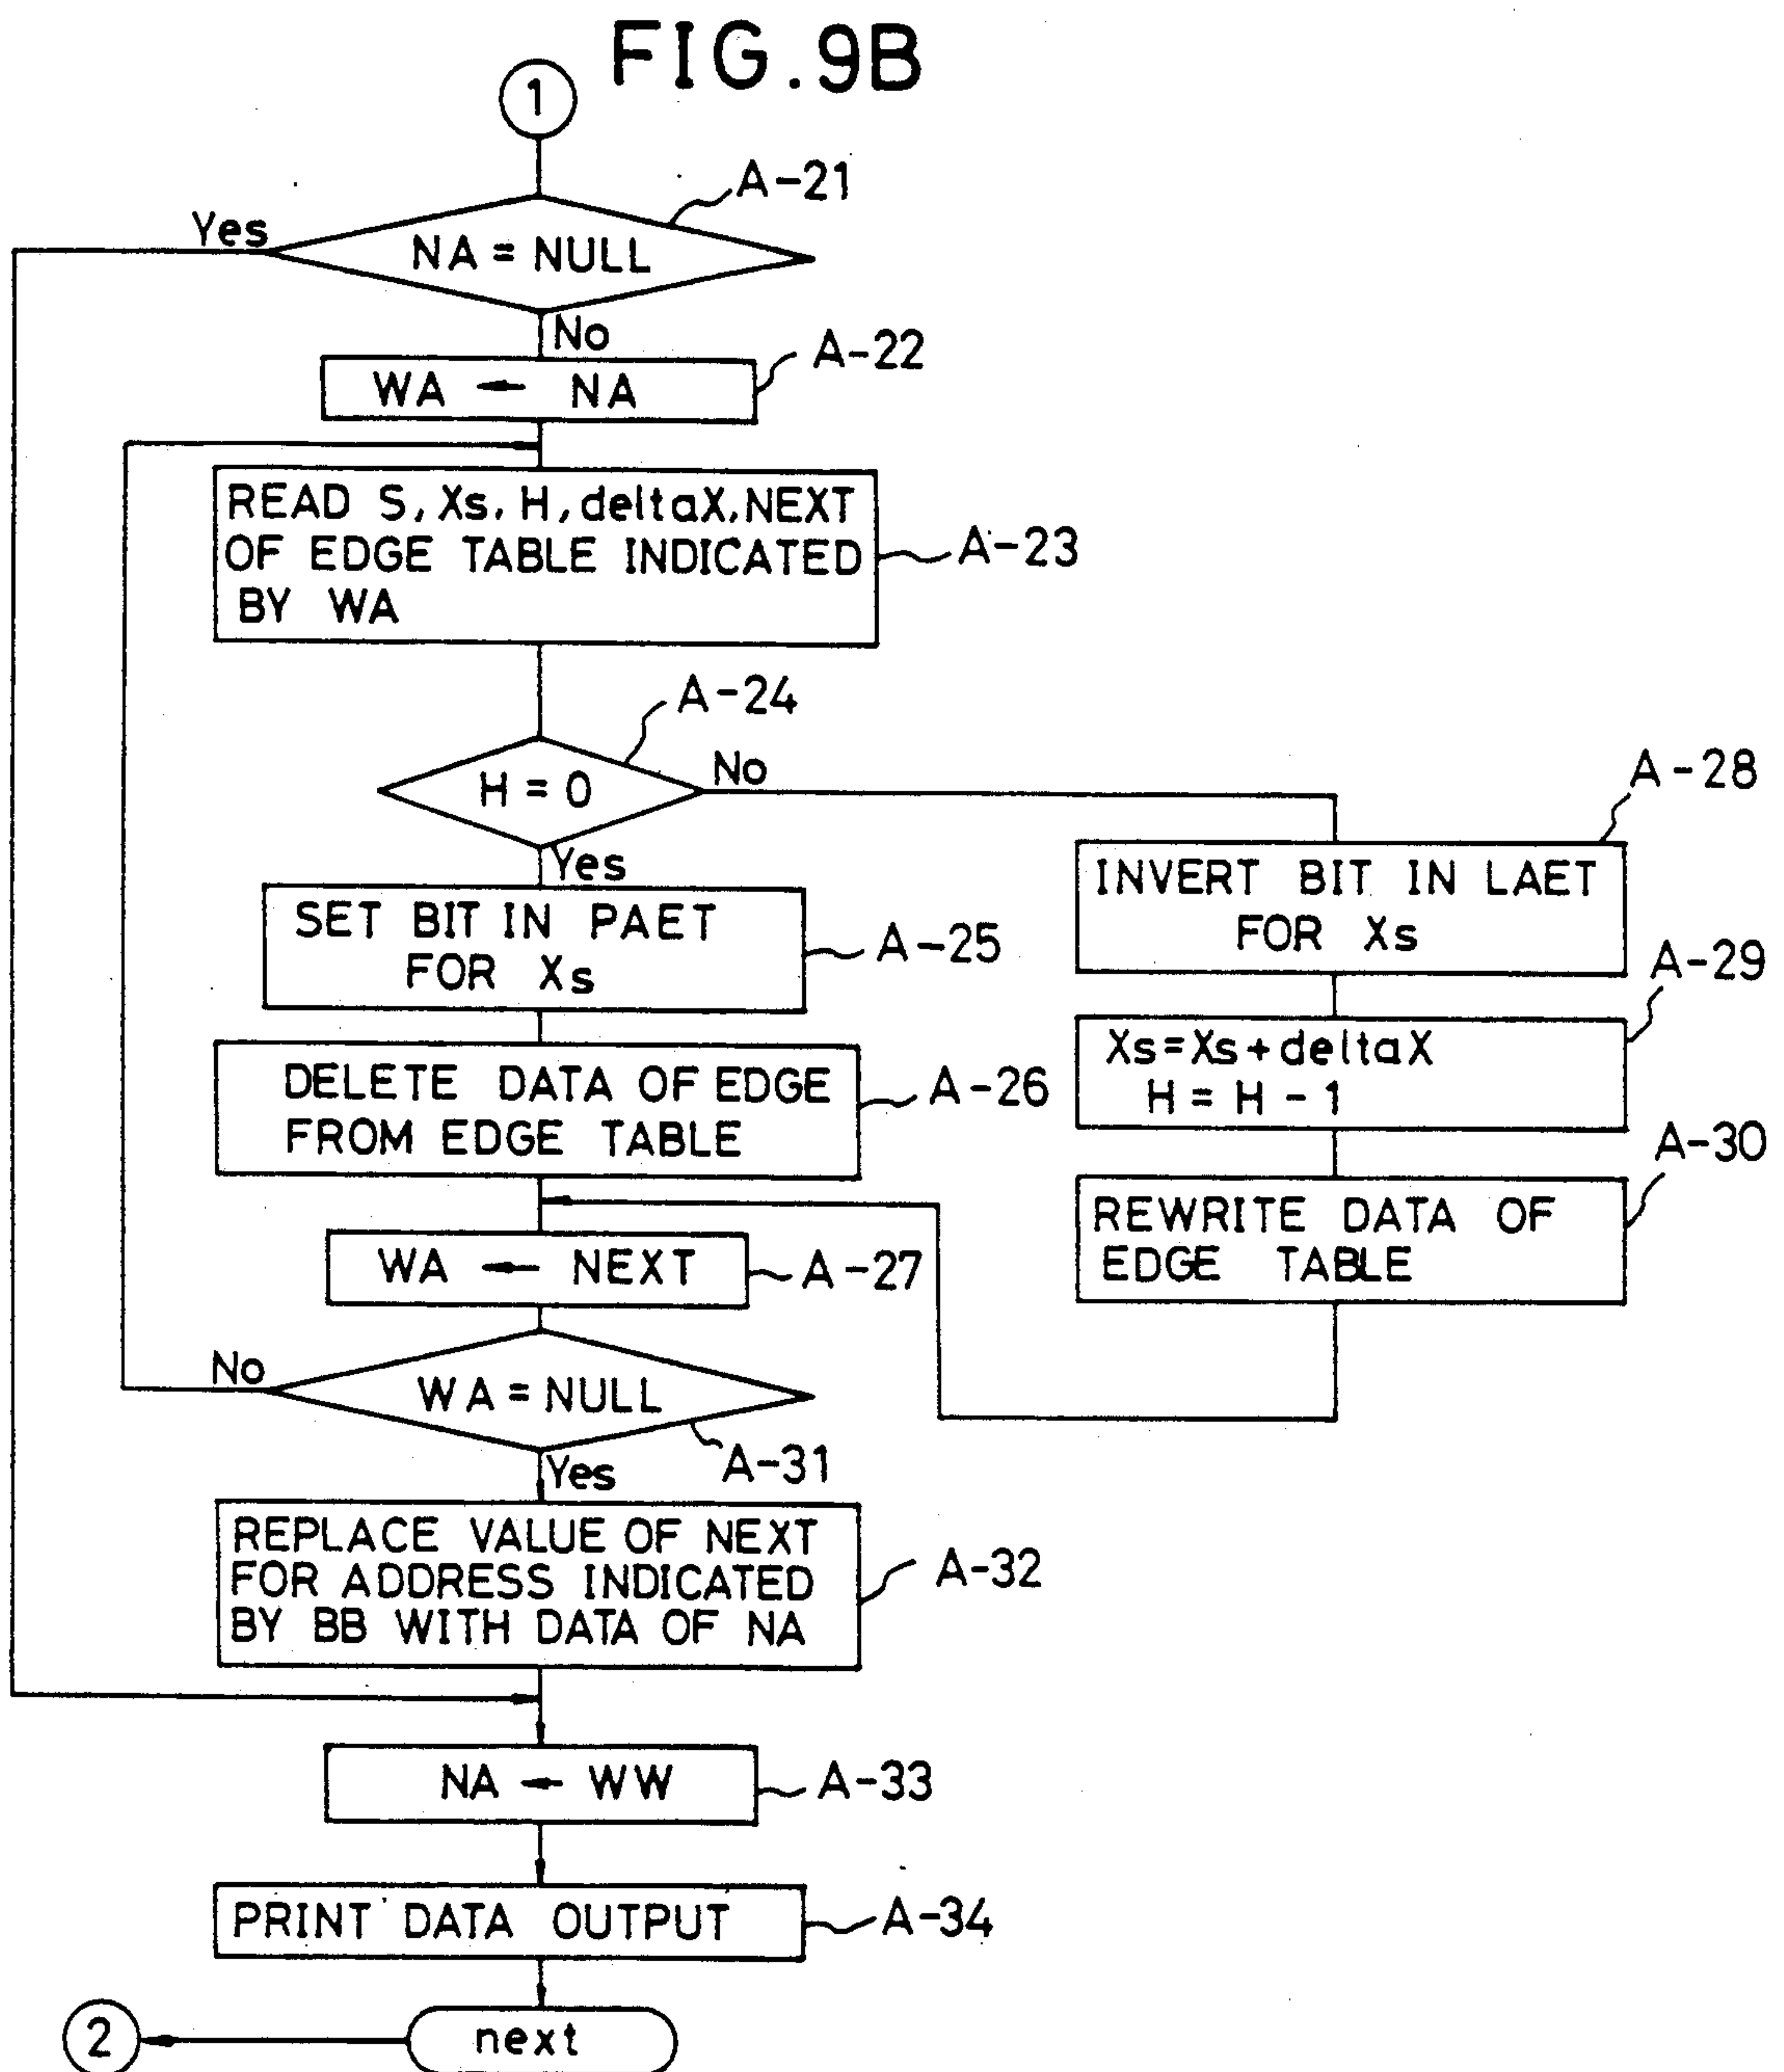 FIG.9B
1
A-21
Yes
NA = NULL
No
A-22
WA ← NA
READ S, Xs, H, deltaX, NEXT
OF EDGE TABLE INDICATED
BY WA
A-23
A-24
H = 0
No
Yes
A-28
INVERT BIT IN LAET
FOR Xs
SET BIT IN PAET
FOR Xs
A-25
A-29
Xs=Xs+deltaX
H = H - 1
DELETE DATA OF EDGE
FROM EDGE TABLE
A-26
A-30
REWRITE DATA OF
EDGE TABLE
WA ← NEXT
A-27
No
WA = NULL
A-31
Yes
REPLACE VALUE OF NEXT
FOR ADDRESS INDICATED
BY BB WITH DATA OF NA
A-32
NA ← WW
A-33
PRINT DATA OUTPUT
A-34
next
2